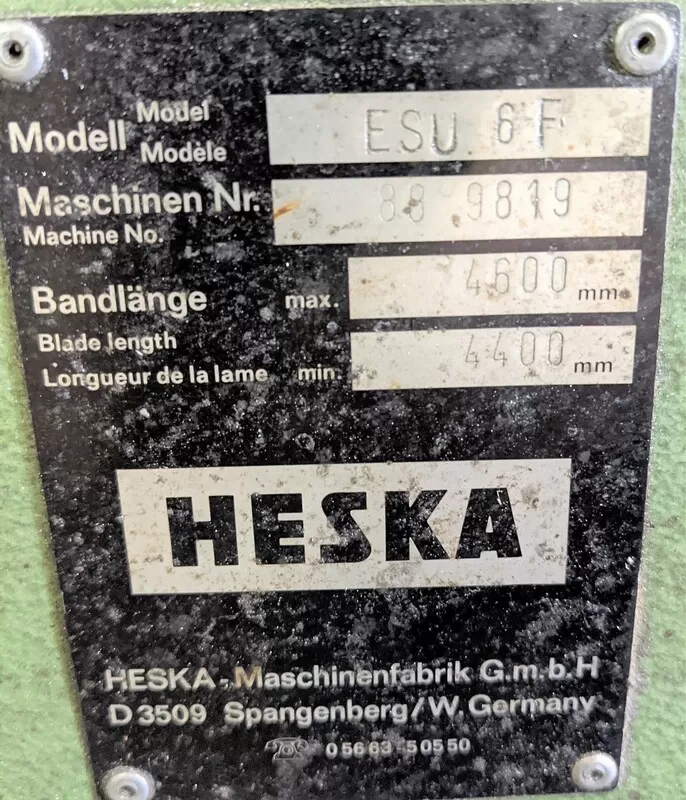 Model
Modell ESU 6 F
Modèle
Maschinen Nr. 88 9819
Machine No.
Bandlänge max. 4600 mm
Blade length
Longueur de la lame min. 4400 mm
HESKA
HESKA-Maschinenfabrik G.m.b.H
D 3509 Spangenberg/W. Germany
☏ 05663-50550